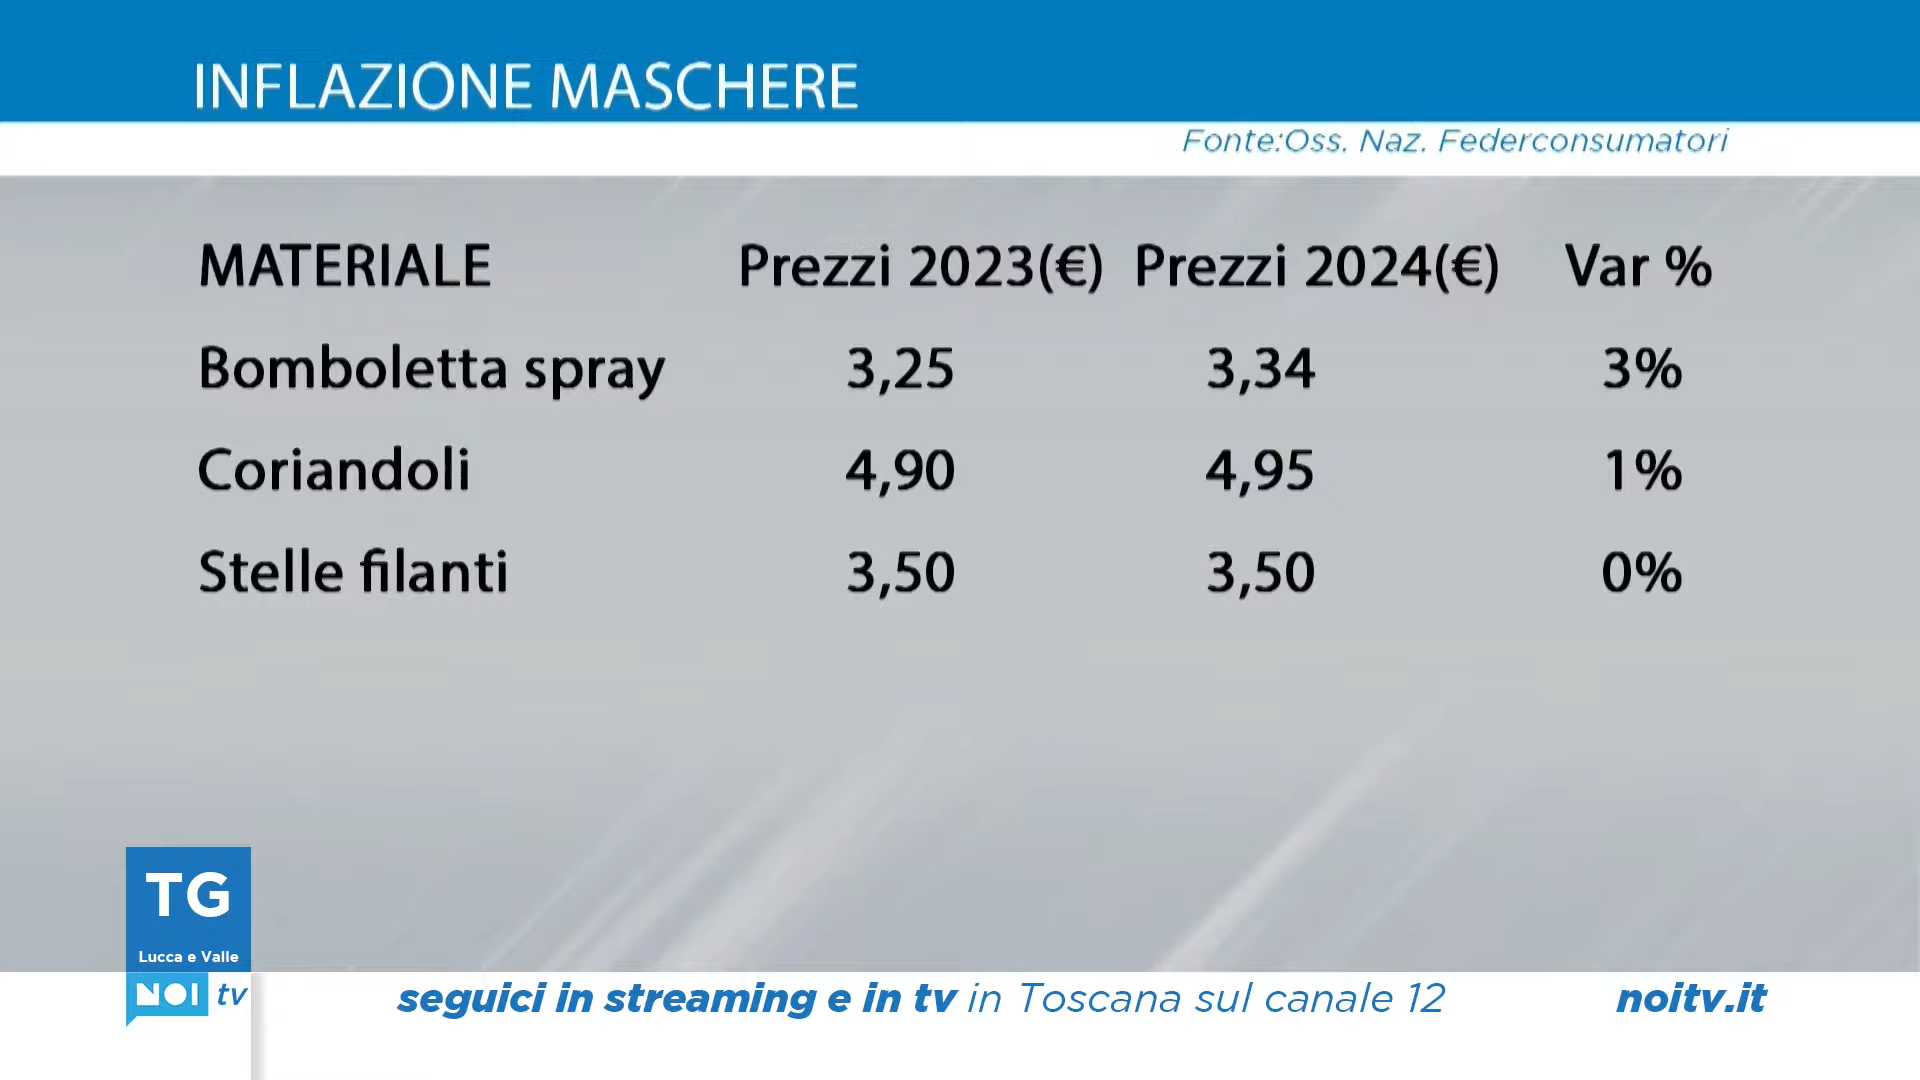 INFLAZIONE MASCHERE
Fonte:Oss. Naz. Federconsumatori
MATERIALE Prezzi 2023(€) Prezzi 2024(€) Var %
Bomboletta spray 3,25 3,34 3%
Coriandoli 4,90 4,95 1%
Stelle filanti 3,50 3,50 0%
TG
Lucca e Valle
NOI tv
seguici in streaming e in tv in Toscana sul canale 12 noitv.it